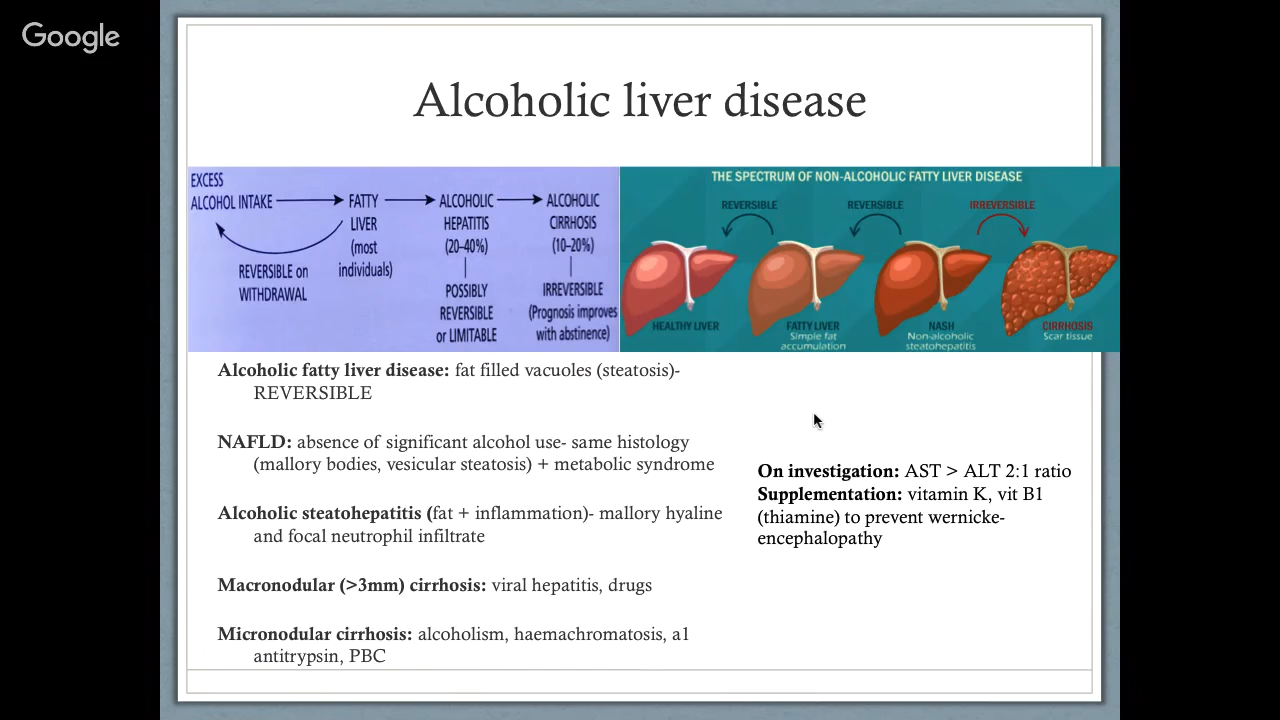 Google
Alcoholic liver disease
EXCESS
ALCOHOL INTAKE
FATTY
LIVER
(most
individuals)
REVERSIBLE on
WITHDRAWAL
ALCOHOLIC
HEPATITIS
(20–40%)
POSSIBLY
REVERSIBLE
or LIMITABLE
ALCOHOLIC
CIRRHOSIS
(10–20%)
IRREVERSIBLE
(Prognosis improves
with abstinence)
THE SPECTRUM OF NON-ALCOHOLIC FATTY LIVER DISEASE
REVERSIBLE
REVERSIBLE
IRREVERSIBLE
HEALTHY LIVER
FATTY LIVER
Simple fat
accumulation
NASH
Non-alcoholic
steatohepatitis
CIRRHOSIS
Scar tissue
Alcoholic fatty liver disease: fat filled vacuoles (steatosis)-
REVERSIBLE
NAFLD: absence of significant alcohol use- same histology
(mallory bodies, vesicular steatosis) + metabolic syndrome
Alcoholic steatohepatitis (fat + inflammation)- mallory hyaline
and focal neutrophil infiltrate
Macronodular (>3mm) cirrhosis: viral hepatitis, drugs
Micronodular cirrhosis: alcoholism, haemachromatosis, a1
antitrypsin, PBC
On investigation: AST > ALT 2:1 ratio
Supplementation: vitamin K, vit B1
(thiamine) to prevent wernicke-
encephalopathy